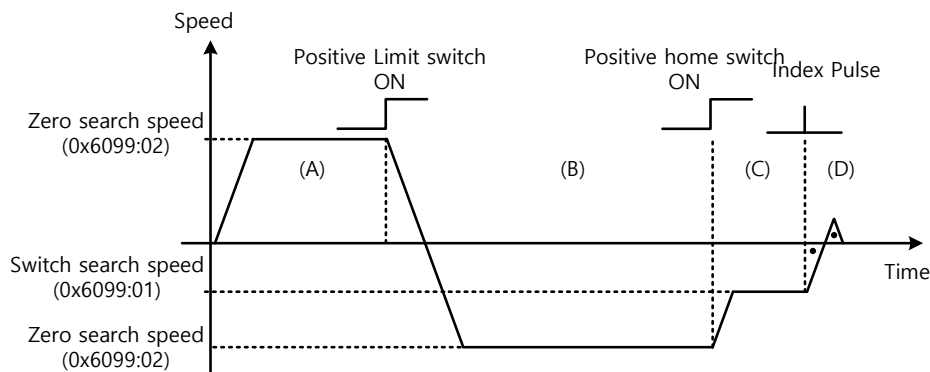 Speed
Positive Limit switch
ON
Positive home switch
ON
Index Pulse
Zero search speed
(0x6099:02)
(A)
(B)
(C)
(D)
Switch search speed
(0x6099:01)
Time
Zero search speed
(0x6099:02)